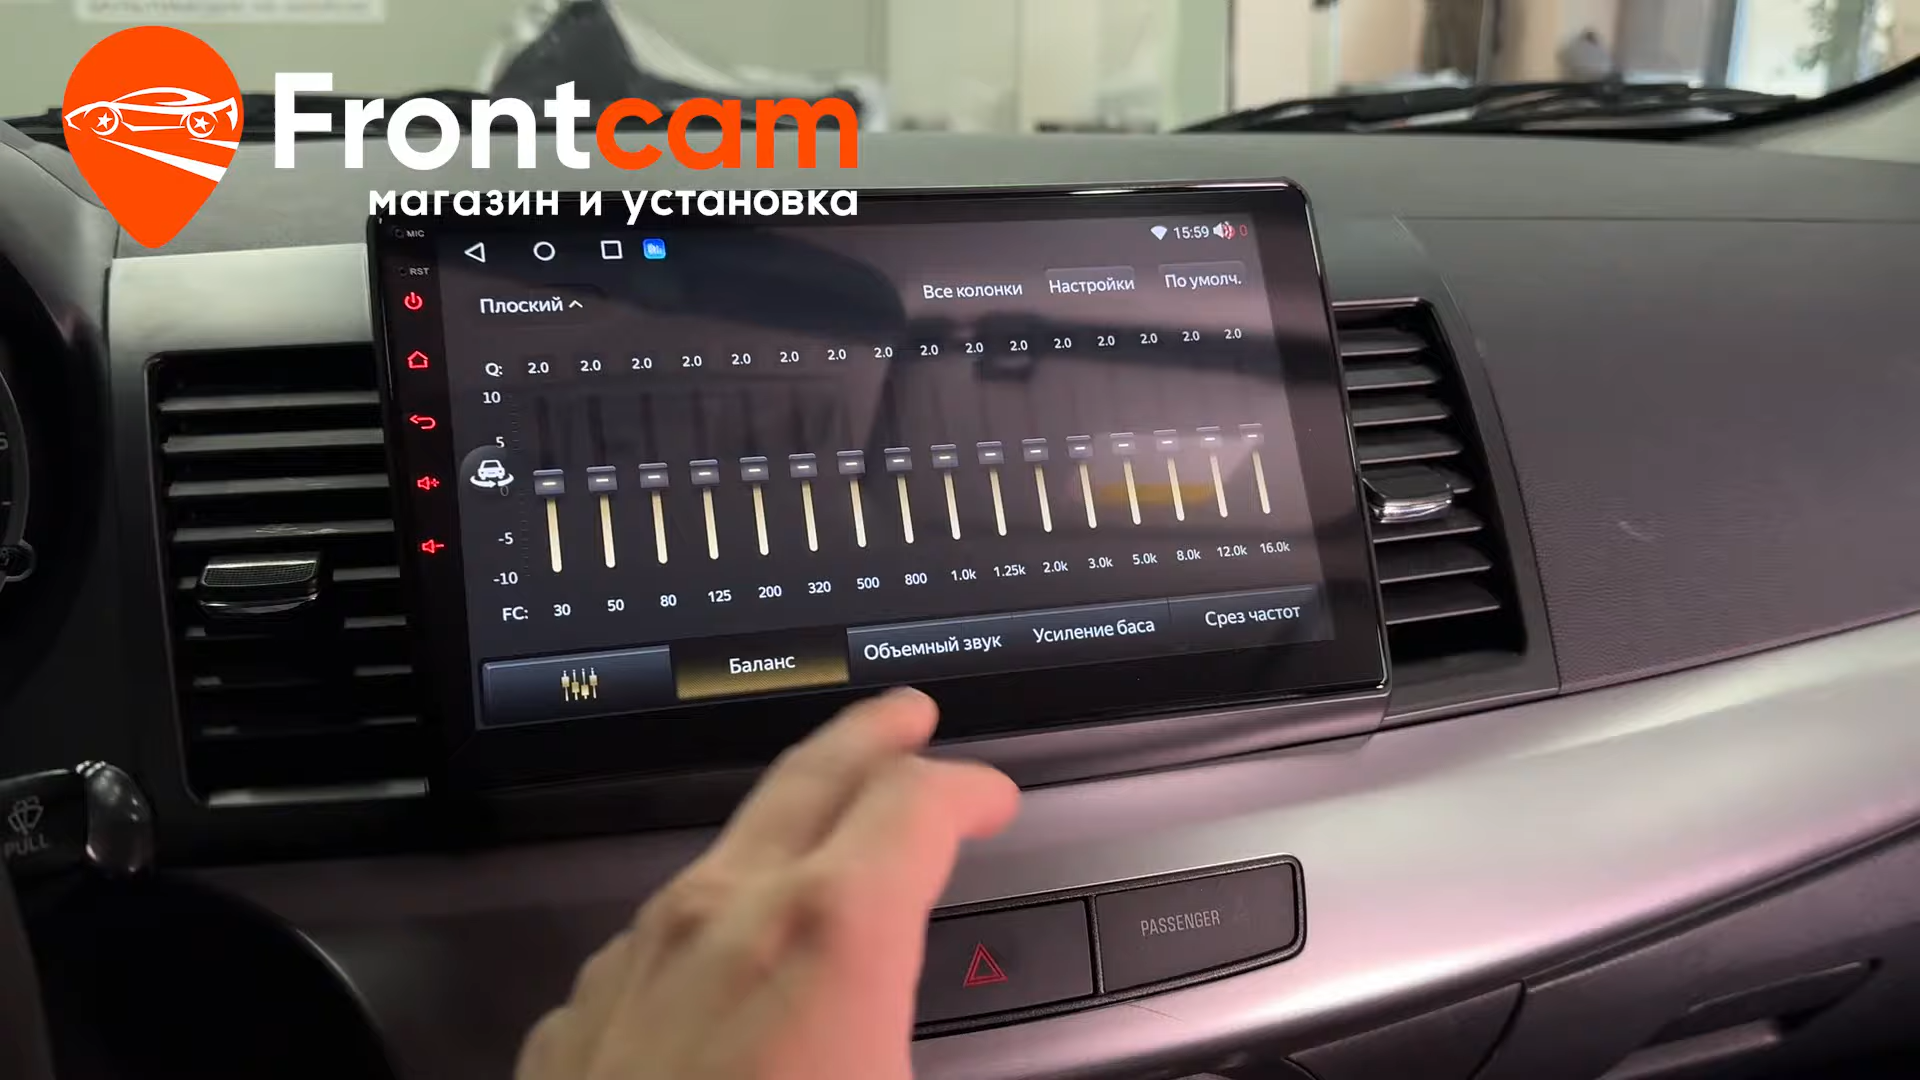 Frontcam
магазин и установка
MIC
RST
15:59 0
Плоский
Все колонки Настройки По умолч.
Q: 2.0 2.0 2.0 2.0 2.0 2.0 2.0 2.0 2.0 2.0 2.0 2.0 2.0 2.0 2.0 2.0
10
5
0
-5
-10
FC: 30 50 80 125 200 320 500 800 1.0k 1.25k 2.0k 3.0k 5.0k 8.0k 12.0k 16.0k
Баланс Объемный звук Усиление баса Срез частот
PULL
PASSENGER